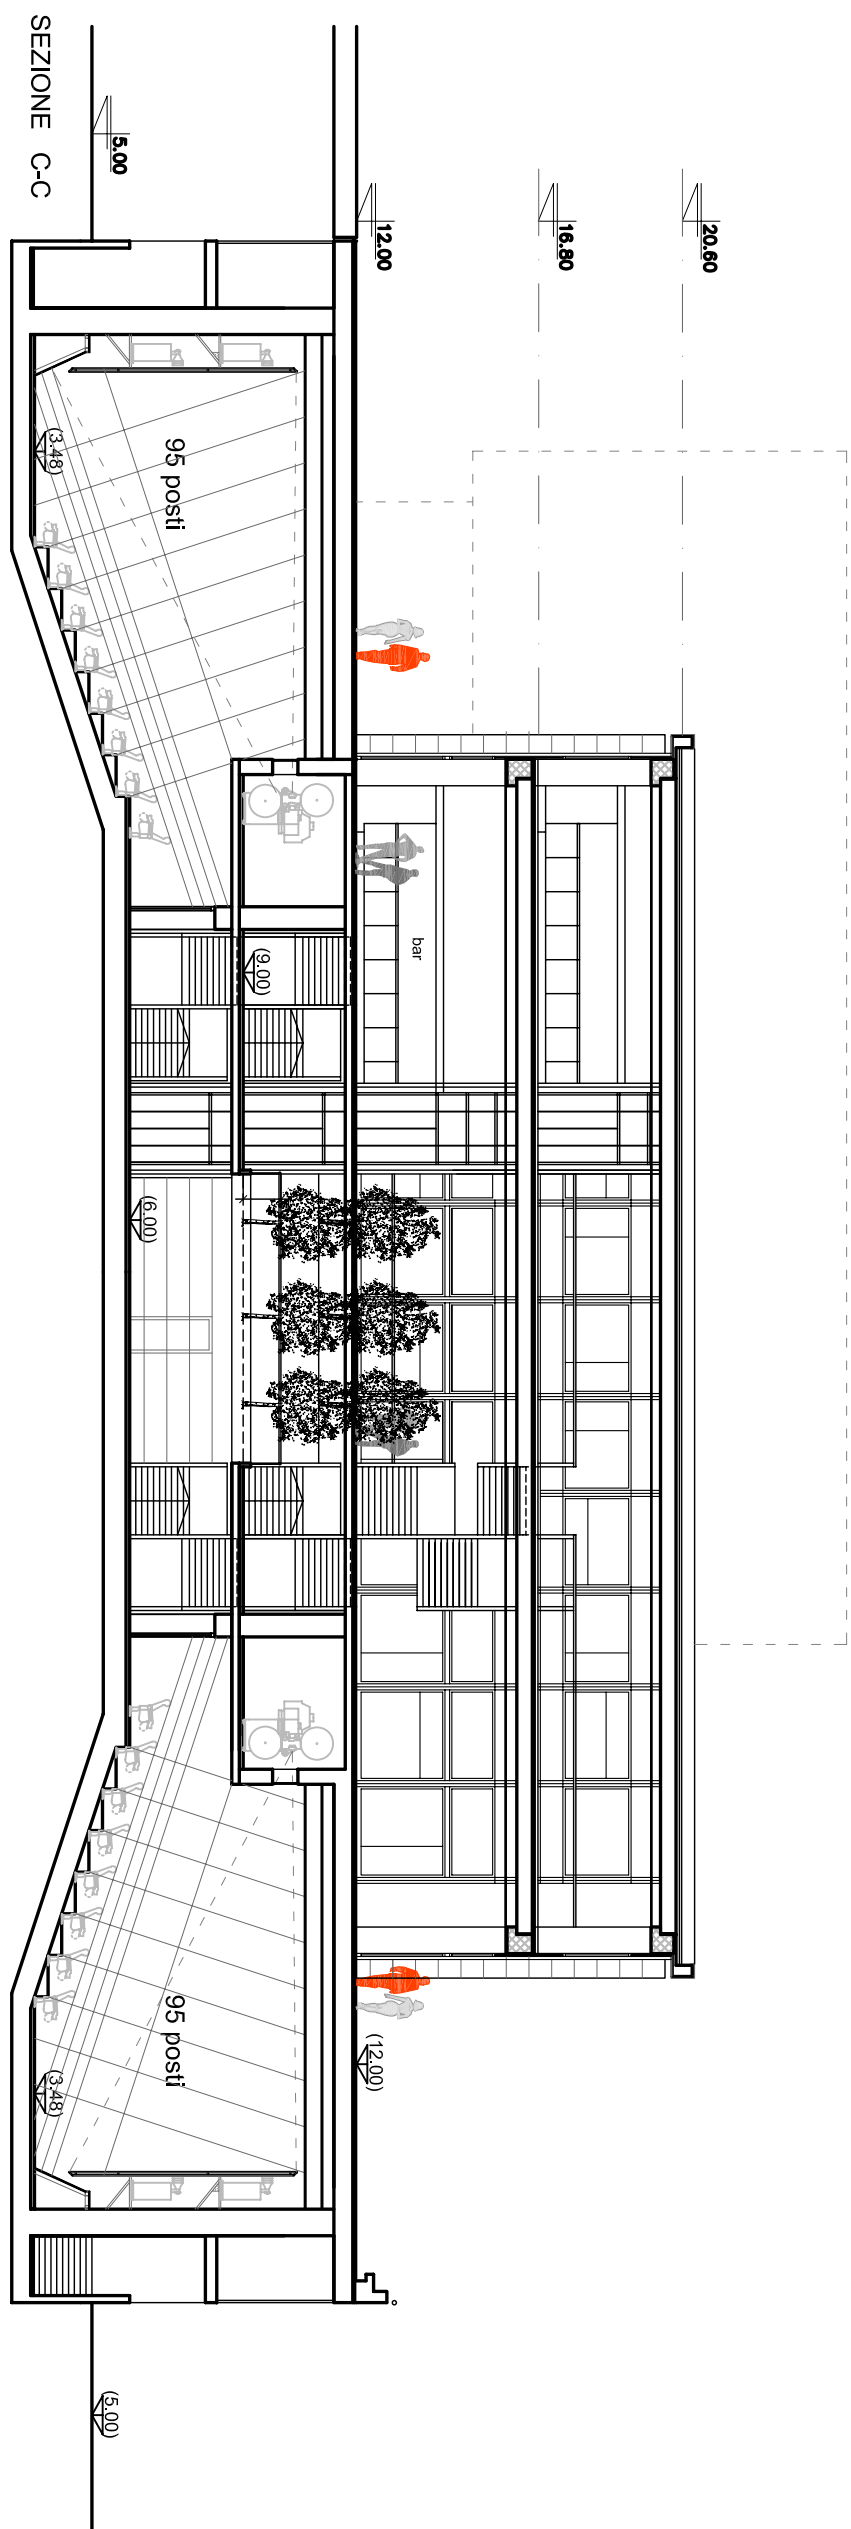 20.60
16.80
12.00
5.00
bar
(12.00)
95 posti
95 posti
(9.00)
(6.00)
(3.48)
(3.48)
(5.00)
SEZIONE C-C